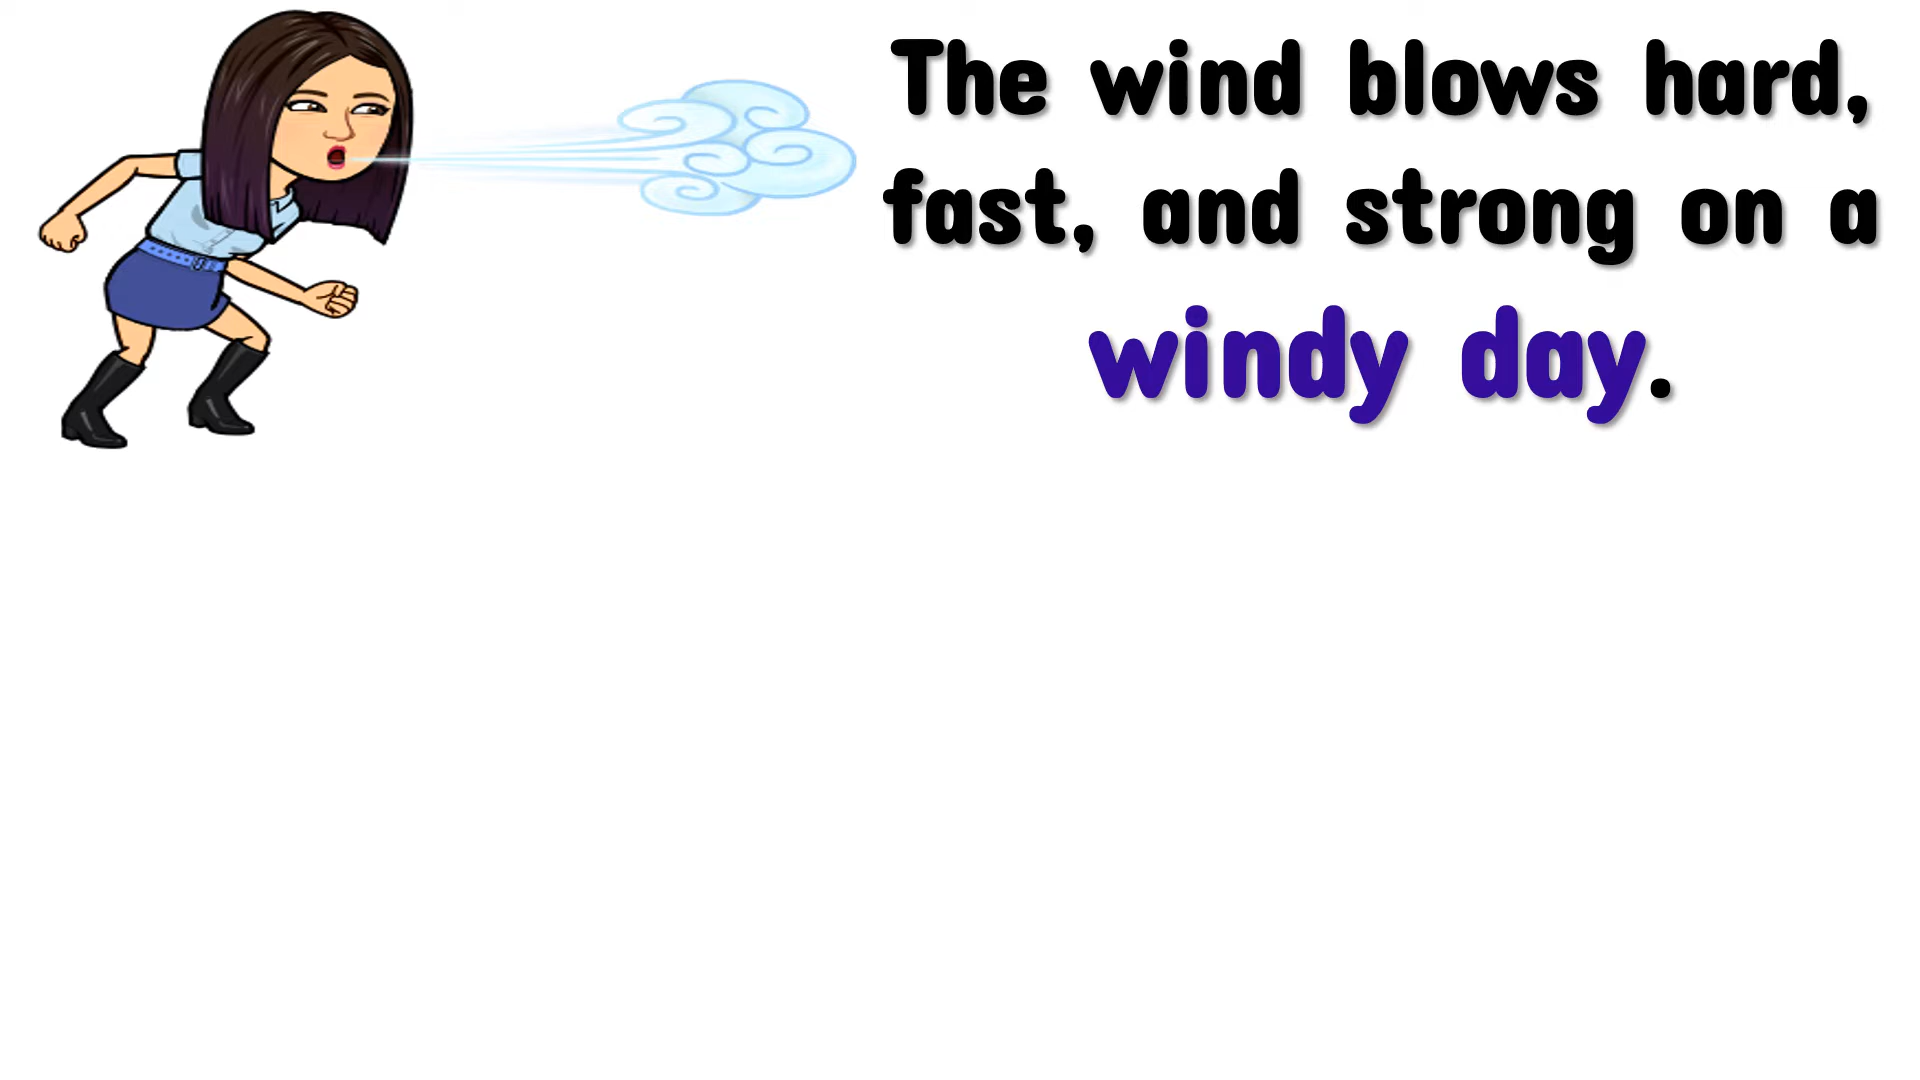 The wind blows hard,
fast, and strong on a
windy day.